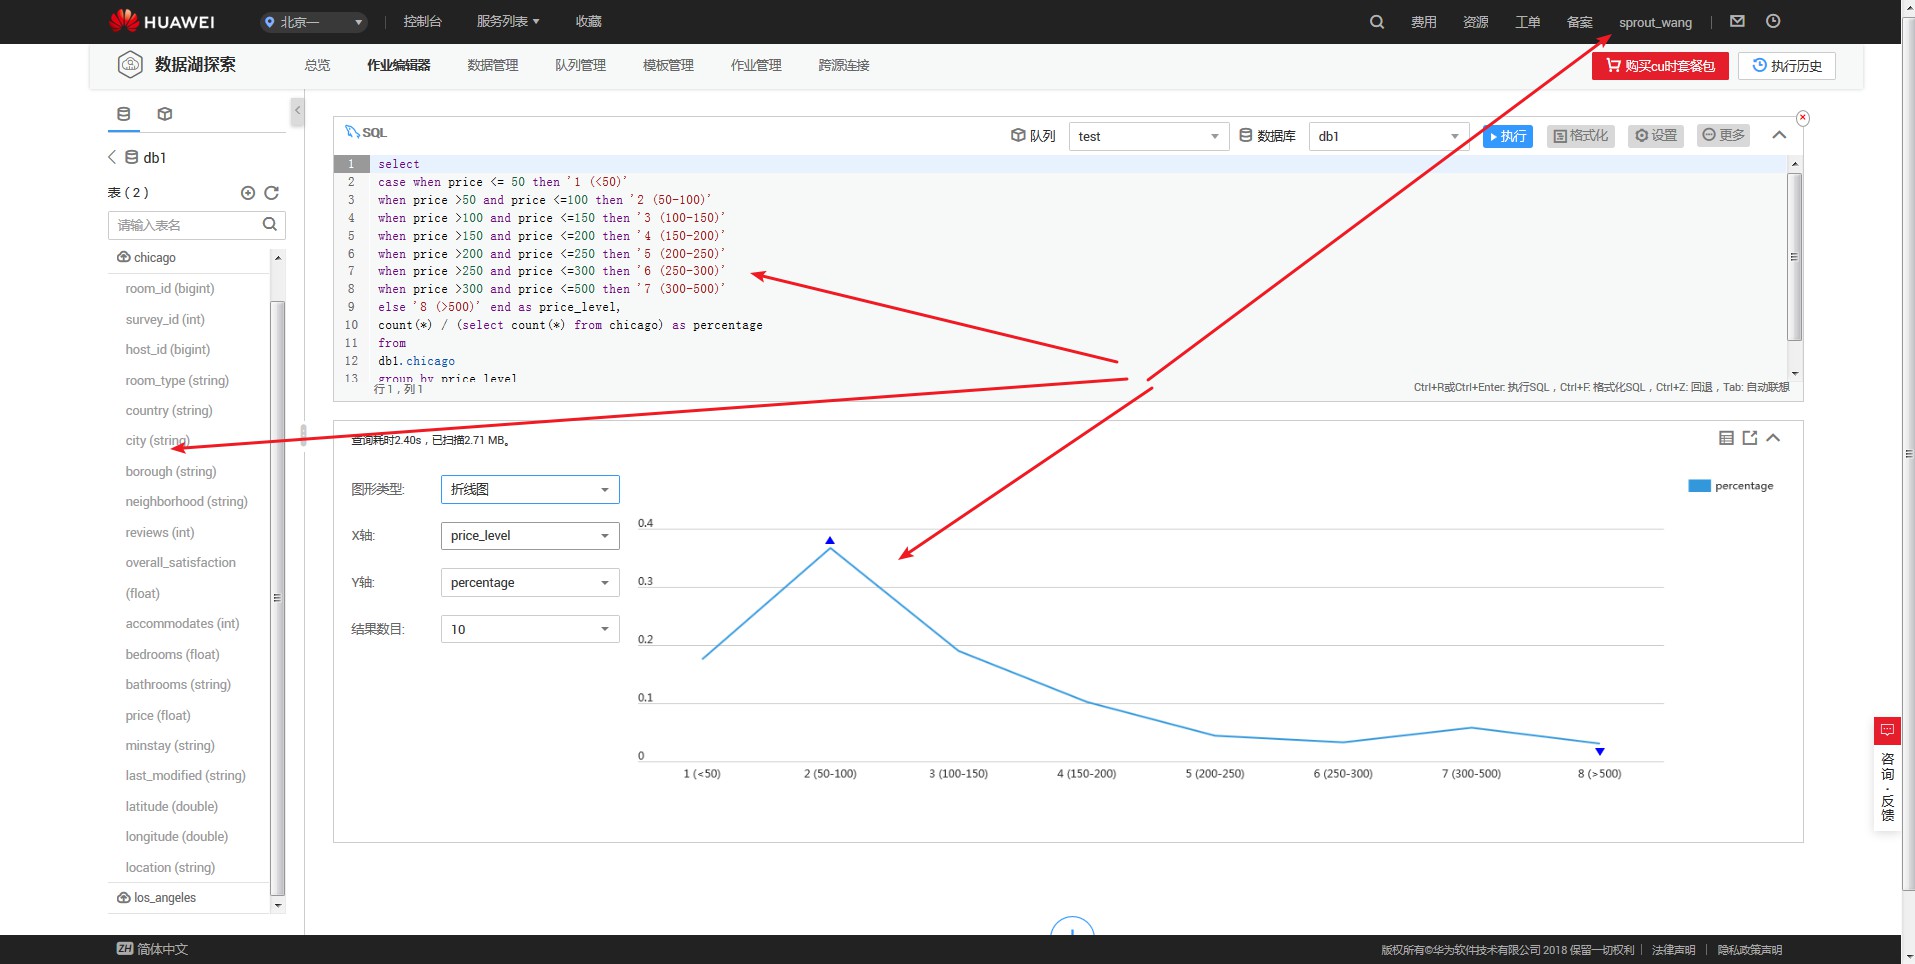 HUAWEI 北京一 控制台 服务列表 收藏 费用 资源 工单 备案 sprout_wang
数据湖探索 总览 作业编辑器 数据管理 队列管理 模板管理 作业管理 跨源连接 购买cu时套餐包 执行历史
db1
表 ( 2 )
请输入表名
chicago
room_id (bigint)
survey_id (int)
host_id (bigint)
room_type (string)
country (string)
city (string)
borough (string)
neighborhood (string)
reviews (int)
overall_satisfaction
(float)
accommodates (int)
bedrooms (float)
bathrooms (string)
price (float)
minstay (string)
last_modified (string)
latitude (double)
longitude (double)
location (string)
los_angeles
SQL 队列 test 数据库 db1 执行 格式化 设置 更多
1 select
2 case when price <= 50 then '1 (<50)'
3 when price >50 and price <=100 then '2 (50-100)'
4 when price >100 and price <=150 then '3 (100-150)'
5 when price >150 and price <=200 then '4 (150-200)'
6 when price >200 and price <=250 then '5 (200-250)'
7 when price >250 and price <=300 then '6 (250-300)'
8 when price >300 and price <=500 then '7 (300-500)'
9 else '8 (>500)' end as price_level,
10 count(*) / (select count(*) from chicago) as percentage
11 from
12 db1.chicago
13 group by price_level
行 1 , 列 1 Ctrl+R或Ctrl+Enter: 执行SQL , Ctrl+F: 格式化SQL , Ctrl+Z: 回退 , Tab: 自动联想
查询耗时2.40s , 已扫描2.71 MB。
图形类型: 折线图
X轴: price_level
Y轴: percentage
结果数目: 10
percentage
0.4
0.3
0.2
0.1
0
1 (<50) 2 (50-100) 3 (100-150) 4 (150-200) 5 (200-250) 6 (250-300) 7 (300-500) 8 (>500)
咨询·反馈
ZH 简体中文 版权所有©华为软件技术有限公司 2018 保留一切权利 | 法律声明 | 隐私政策声明